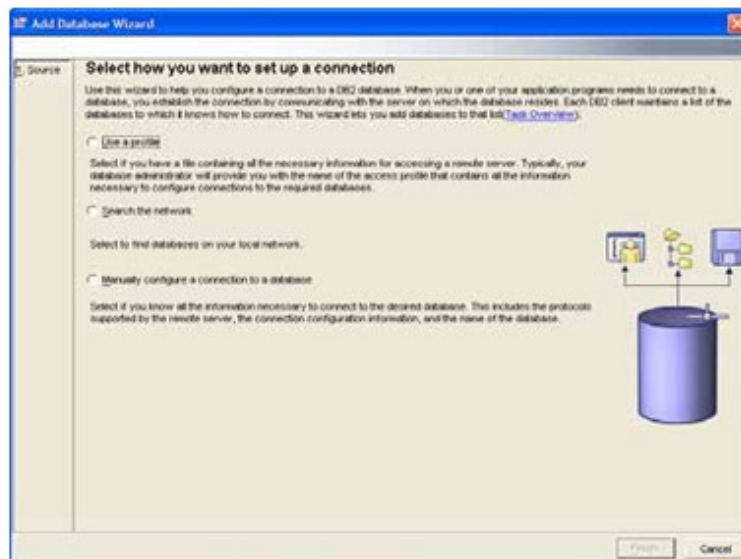 Add Database Wizard
1. Source
Select how you want to set up a connection
Use this wizard to help you configure a connection to a DB2 database. When you or one of your application programs needs to connect to a
database, you establish the connection by communicating with the server on which the database resides. Each DB2 client maintains a list of the
databases to which it knows how to connect. This wizard lets you add databases to that list(Task Overview).
Use a profile
Select if you have a file containing all the necessary information for accessing a remote server. Typically, your
database administrator will provide you with the name of the access profile that contains all the information
necessary to configure connections to the required databases.
Search the network
Select to find databases on your local network.
Manually configure a connection to a database
Select if you know all the information necessary to connect to the desired database. This includes the protocols
supported by the remote server, the connection configuration information, and the name of the database.
Finish
Cancel